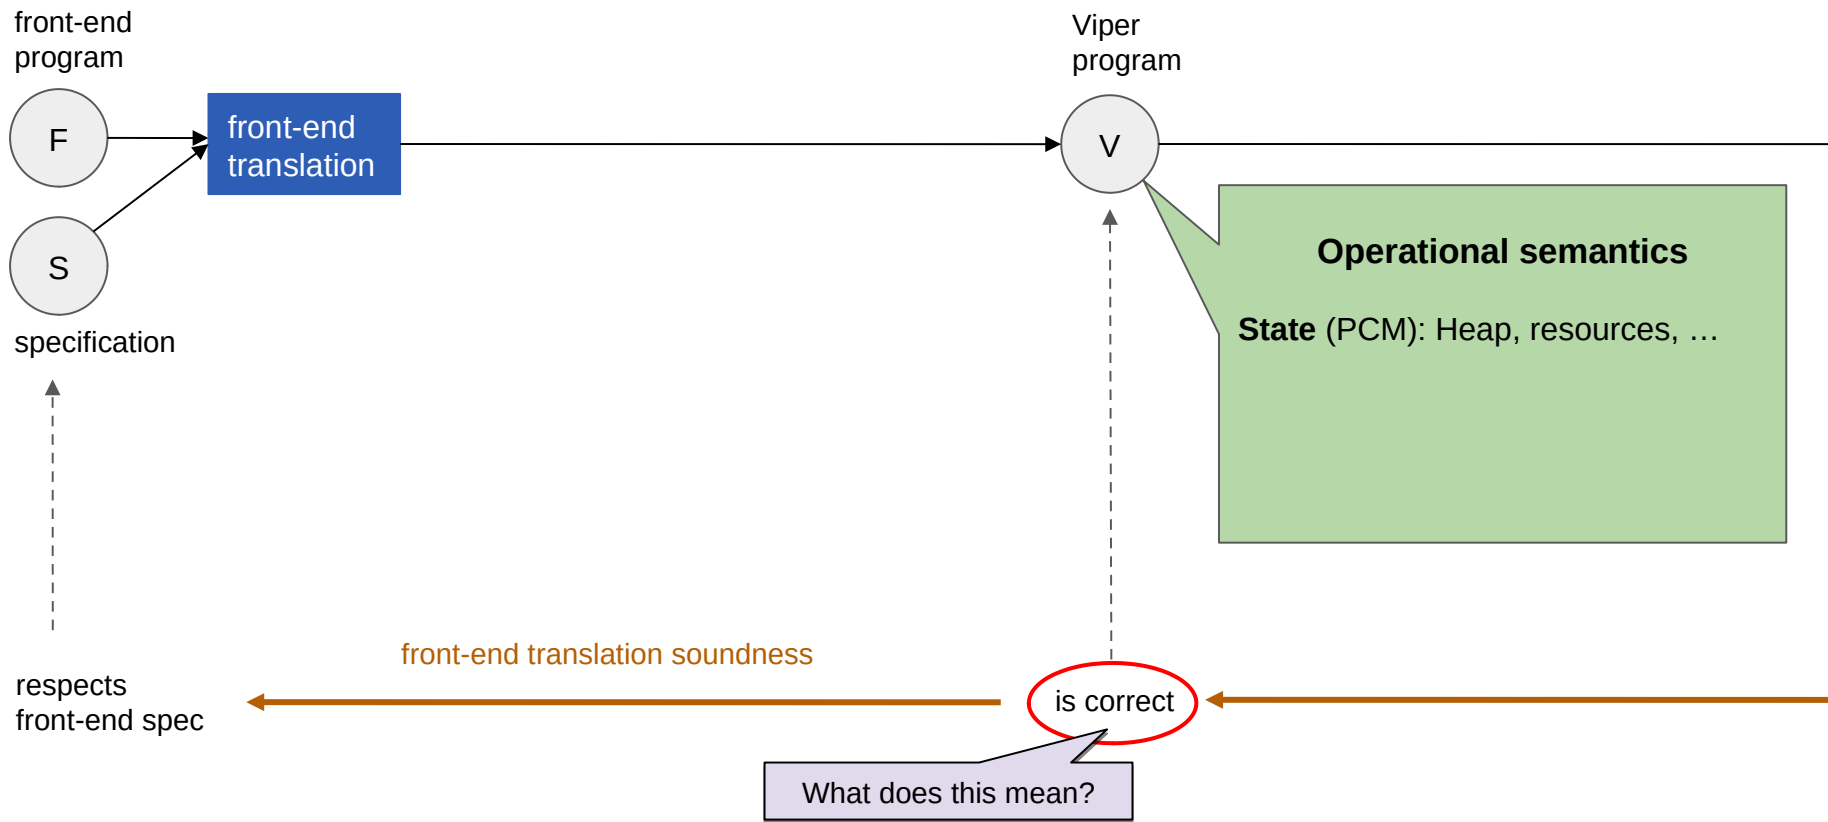 front-end
program
Viper
program
F
front-end
translation
V
S
specification
Operational semantics
State (PCM): Heap, resources, …
front-end translation soundness
respects
front-end spec
is correct
What does this mean?